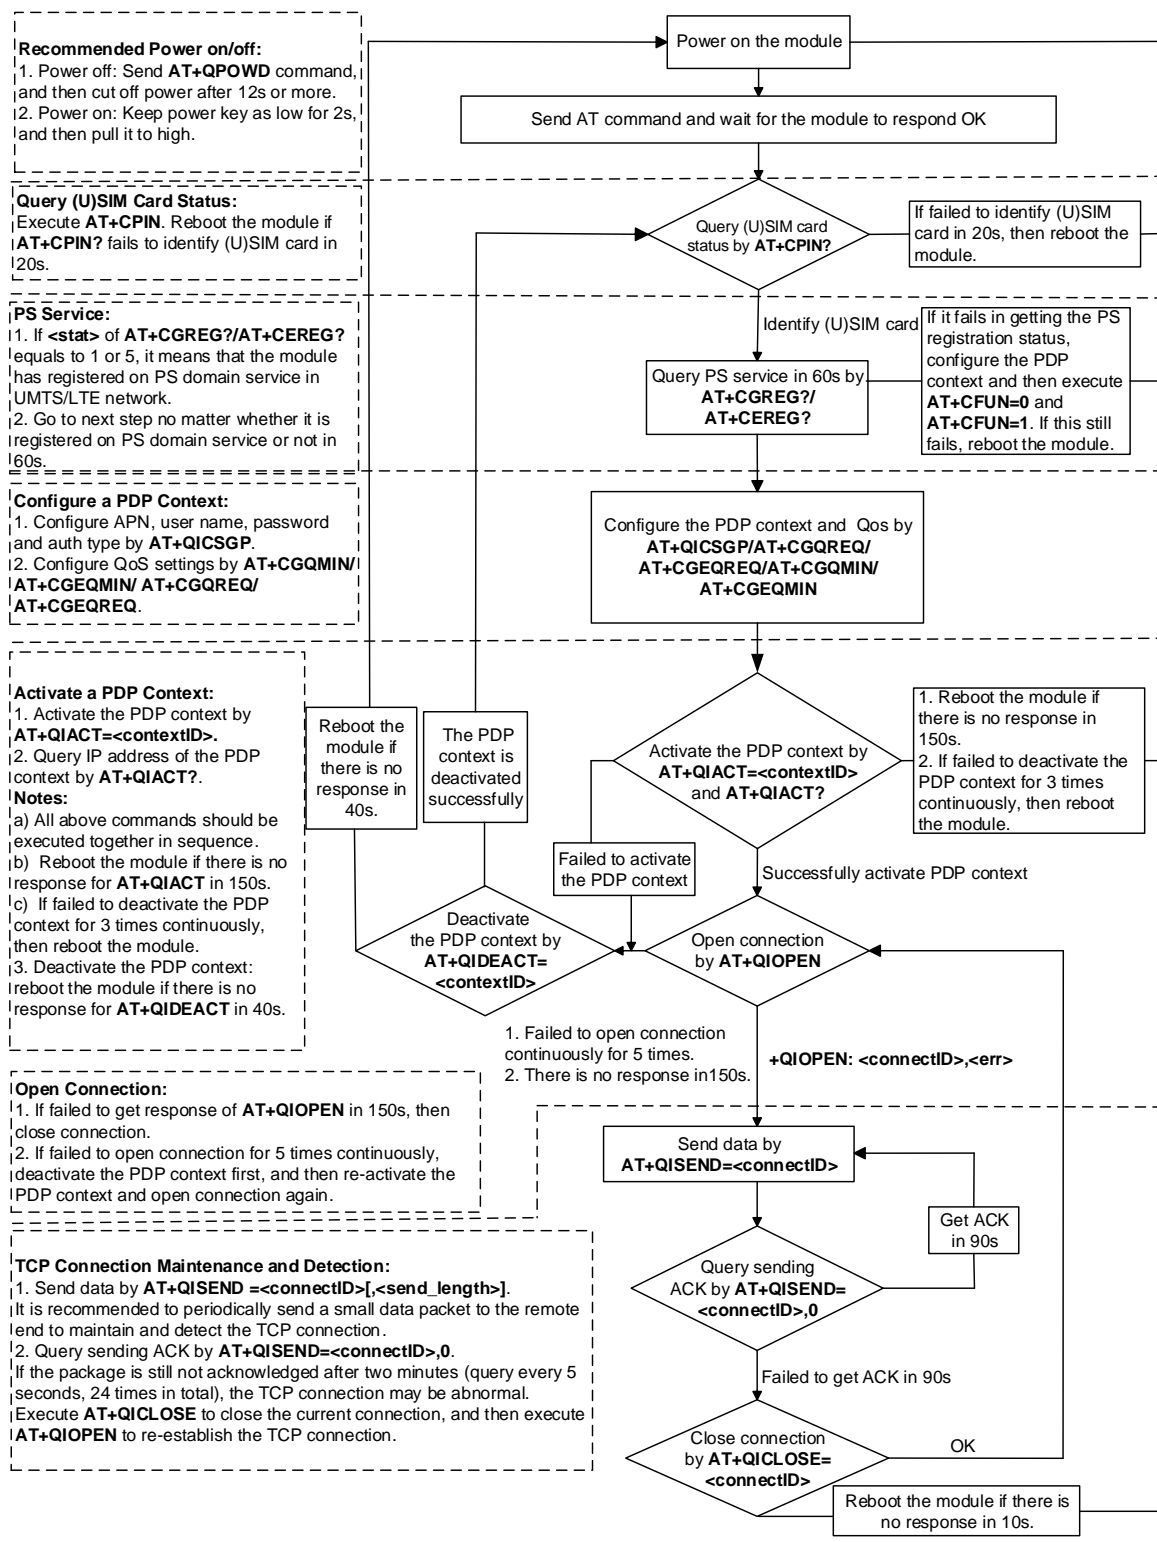 Recommended Power on/off:
1. Power off: Send AT+QPOWD command,
and then cut off power after 12s or more.
2. Power on: Keep power key as low for 2s,
and then pull it to high.
Power on the module
Send AT command and wait for the module to respond OK
Query (U)SIM Card Status:
Execute AT+CPIN. Reboot the module if
AT+CPIN? fails to identify (U)SIM card in
20s.
Query (U)SIM card
status by AT+CPIN?
If failed to identify (U)SIM
card in 20s, then reboot the
module.
PS Service:
1. If <stat> of AT+CGREG?/AT+CEREG?
equals to 1 or 5, it means that the module
has registered on PS domain service in
UMTS/LTE network.
2. Go to next step no matter whether it is
registered on PS domain service or not in
60s.
Identify (U)SIM card
Query PS service in 60s by
AT+CGREG?/
AT+CEREG?
If it fails in getting the PS
registration status,
configure the PDP
context and then execute
AT+CFUN=0 and
AT+CFUN=1. If this still
fails, reboot the module.
Configure a PDP Context:
1. Configure APN, user name, password
and auth type by AT+QICSGP.
2. Configure QoS settings by AT+CGQMIN/
AT+CGEQMIN/ AT+CGQREQ/
AT+CGEQREQ.
Configure the PDP context and  Qos by
AT+QICSGP/AT+CGQREQ/
AT+CGEQREQ/AT+CGQMIN/
AT+CGEQMIN
Activate a PDP Context:
1. Activate the PDP context by
AT+QIACT=<contextID>.
2. Query IP address of the PDP
context by AT+QIACT?.
Notes:
a) All above commands should be
executed together in sequence.
b)  Reboot the module if there is no
response for AT+QIACT in 150s.
c)  If failed to deactivate the PDP
context for 3 times continuously,
then reboot the module.
3. Deactivate the PDP context:
reboot the module if there is no
response for AT+QIDEACT in 40s.
Reboot the
module if
there is no
response in
40s.
The PDP
context is
deactivated
successfully
Activate the PDP context by
AT+QIACT=<contextID>
and AT+QIACT?
1. Reboot the module if
there is no response in
150s.
2. If failed to deactivate the
PDP context for 3 times
continuously, then reboot
the module.
Failed to activate
the PDP context
Successfully activate PDP context
Deactivate
the PDP context by
AT+QIDEACT=
<contextID>
Open connection
by AT+QIOPEN
1. Failed to open connection
continuously for 5 times.
2. There is no response in150s.
+QIOPEN: <connectID>,<err>
Open Connection:
1. If failed to get response of AT+QIOPEN in 150s, then
close connection.
2. If failed to open connection for 5 times continuously,
deactivate the PDP context first, and then re-activate the
PDP context and open connection again.
Send data by
AT+QISEND=<connectID>
Get ACK
in 90s
Query sending
ACK by AT+QISEND=
<connectID>,0
TCP Connection Maintenance and Detection:
1. Send data by AT+QISEND =<connectID>[,<send_length>].
It is recommended to periodically send a small data packet to the remote
end to maintain and detect the TCP connection.
2. Query sending ACK by AT+QISEND=<connectID>,0.
If the package is still not acknowledged after two minutes (query every 5
seconds, 24 times in total), the TCP connection may be abnormal.
Execute AT+QICLOSE to close the current connection, and then execute
AT+QIOPEN to re-establish the TCP connection.
Failed to get ACK in 90s
Close connection
by AT+QICLOSE=
<connectID>
OK
Reboot the module if there is
no response in 10s.